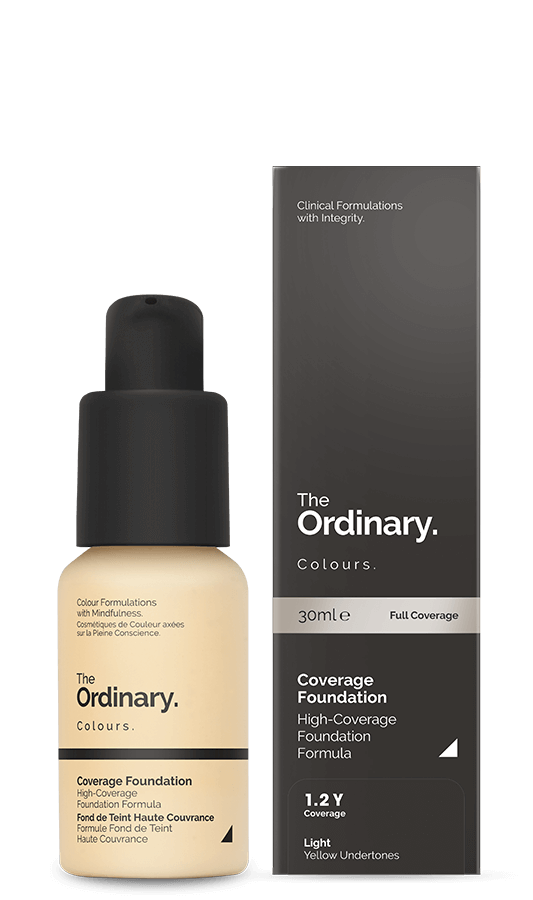 Clinical Formulations
with Integrity.
The
Ordinary.
Colours.
30ml e
Full Coverage
Coverage
Foundation
High-Coverage
Foundation
Formula
1.2 Y
Coverage
Light
Yellow Undertones
Colour Formulations
with Mindfulness.
Cosmétiques de Couleur axées
sur la Pleine Conscience.
The
Ordinary.
Colours.
Coverage Foundation
High-Coverage
Foundation Formula
Fond de Teint Haute Couvrance
Formule Fond de Teint
Haute Couvrance